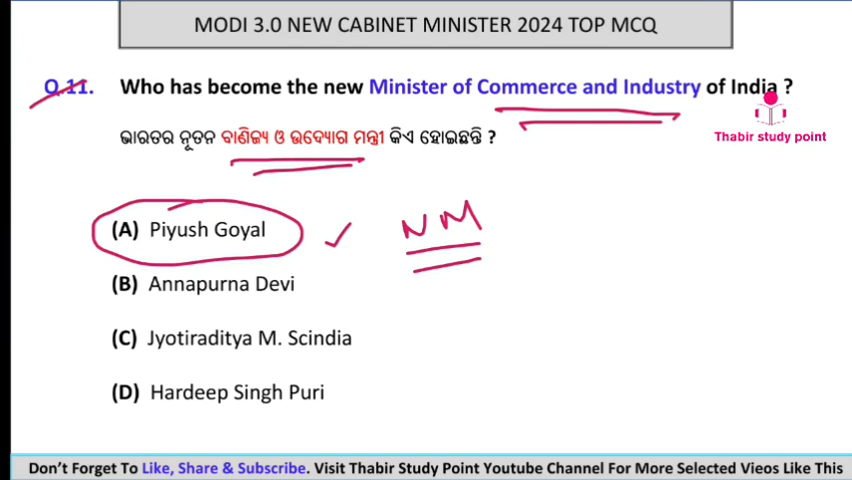 MODI 3.0 NEW CABINET MINISTER 2024 TOP MCQ
Q.11. Who has become the new Minister of Commerce and Industry of India ?
ଭାରତର ନୂତନ ବାଣିଜ୍ୟ ଓ ଉଦ୍ୟୋଗ ମନ୍ତ୍ରୀ କିଏ ହୋଇଛନ୍ତି ?
Thabir study point
(A) Piyush Goyal
NM
(B) Annapurna Devi
(C) Jyotiraditya M. Scindia
(D) Hardeep Singh Puri
Don't Forget To Like, Share & Subscribe. Visit Thabir Study Point Youtube Channel For More Selected Vieos Like This